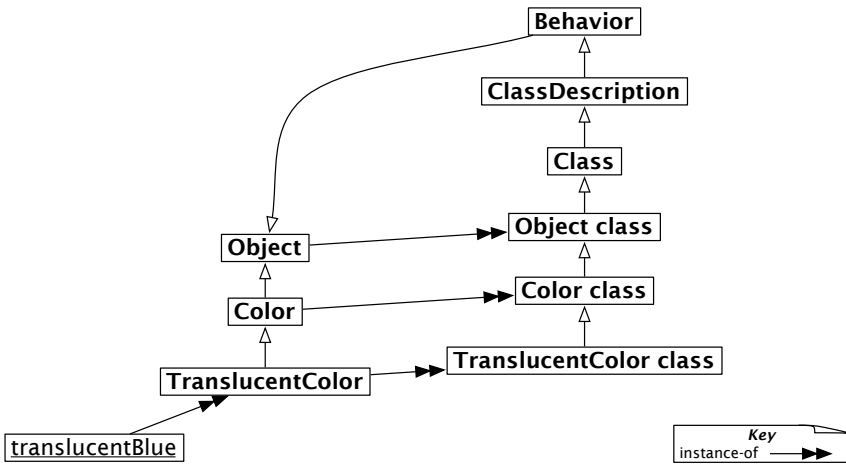 Behavior
ClassDescription
Class
Object class
Object
Color class
Color
TranslucentColor class
TranslucentColor
translucentBlue
Key
instance-of